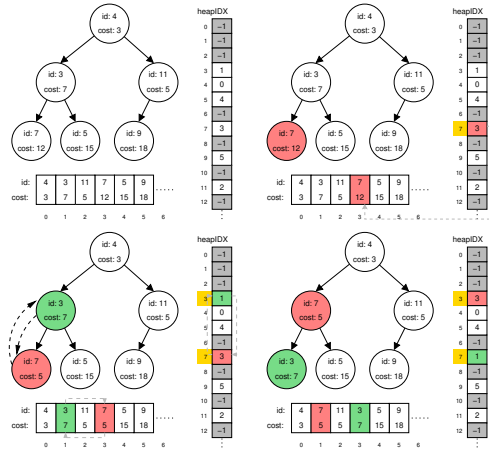 heapIDX
id: 4
cost: 3
id: 3
cost: 7
id: 11
cost: 5
id: 7
cost: 12
id: 5
cost: 15
id: 9
cost: 18
id: 4 3 11 7 5 9
cost: 3 7 5 12 15 18 .....
0 1 2 3 4 5 6
0 −1
1 −1
2 −1
3 1
4 0
5 4
6 −1
7 3
8 −1
9 5
10 −1
11 2
12 −1
heapIDX
id: 4
cost: 3
id: 3
cost: 7
id: 11
cost: 5
id: 7
cost: 12
id: 5
cost: 15
id: 9
cost: 18
id: 4 3 11 7 5 9
cost: 3 7 5 12 15 18 .....
0 1 2 3 4 5 6
0 −1
1 −1
2 −1
3 1
4 0
5 4
6 −1
7 3
8 −1
9 5
10 −1
11 2
12 −1
heapIDX
id: 4
cost: 3
id: 3
cost: 7
id: 11
cost: 5
id: 7
cost: 5
id: 5
cost: 15
id: 9
cost: 18
id: 4 3 11 7 5 9
cost: 3 7 5 5 15 18 .....
0 1 2 3 4 5 6
0 −1
1 −1
2 −1
3 1
4 0
5 4
6 −1
7 3
8 −1
9 5
10 −1
11 2
12 −1
heapIDX
id: 4
cost: 3
id: 7
cost: 5
id: 11
cost: 5
id: 3
cost: 7
id: 5
cost: 15
id: 9
cost: 18
id: 4 7 11 3 5 9
cost: 3 5 5 7 15 18 .....
0 1 2 3 4 5 6
0 −1
1 −1
2 −1
3 3
4 0
5 4
6 −1
7 1
8 −1
9 5
10 −1
11 2
12 −1